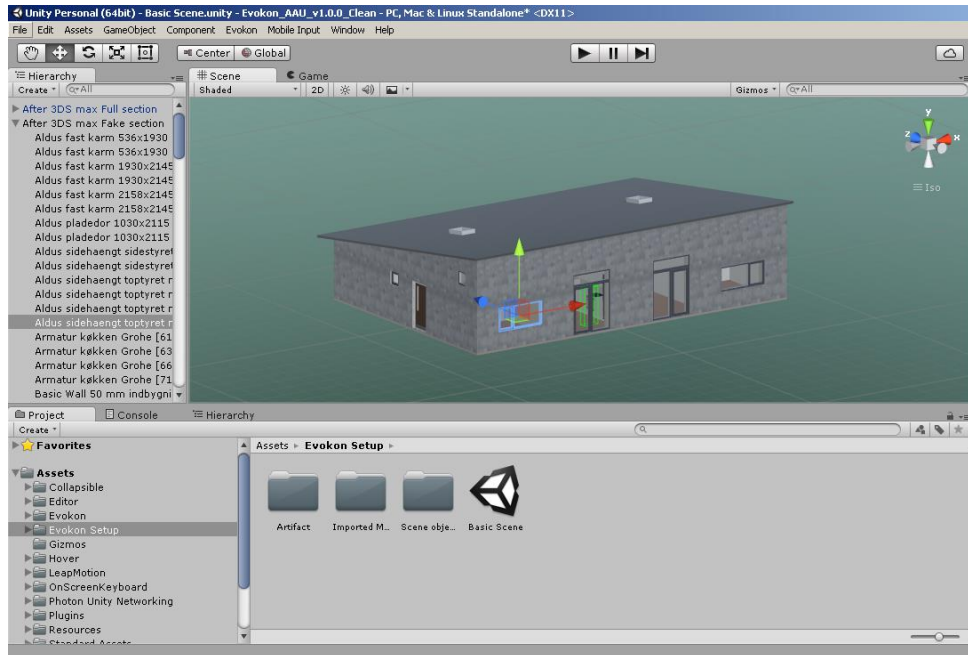 Unity Personal (64bit) - Basic Scene.unity - Evokon_AAU_v1.0.0_Clean - PC, Mac & Linux Standalone* <DX11>
File Edit Assets GameObject Component Evokon Mobile Input Window Help
Center Global
Hierarchy
Create All
After 3DS max Full section
After 3DS max Fake section
Aldus fast karm 536x1930
Aldus fast karm 536x1930
Aldus fast karm 1930x2145
Aldus fast karm 1930x2145
Aldus fast karm 2158x2145
Aldus fast karm 2158x2145
Aldus pladedor 1030x2115
Aldus pladedor 1030x2115
Aldus sidehaengt sidestyret
Aldus sidehaengt sidestyret
Aldus sidehaengt toptyret r
Aldus sidehaengt toptyret r
Aldus sidehaengt toptyret r
Aldus sidehaengt toptyret r
Armatur køkken Grohe [61
Armatur køkken Grohe [63
Armatur køkken Grohe [66
Armatur køkken Grohe [71
Basic Wall 50 mm indbygni
Scene Game
Shaded 2D Gizmos All
y
z x
Iso
Project Console Hierarchy
Create
Favorites
Assets
Collapsible
Editor
Evokon
Evokon Setup
Gizmos
Hover
LeapMotion
OnScreenKeyboard
Photon Unity Networking
Plugins
Resources
Standard Assets
Assets Evokon Setup
Artifact Imported M... Scene obje... Basic Scene